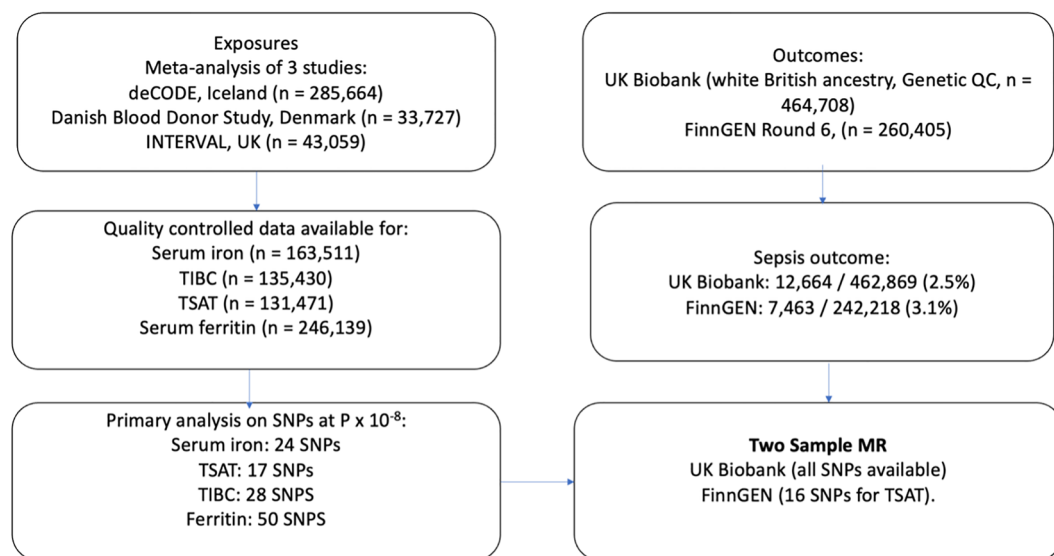 Exposures
Meta-analysis of 3 studies:
deCODE, Iceland (n = 285,664)
Danish Blood Donor Study, Denmark (n = 33,727)
INTERVAL, UK (n = 43,059)
Outcomes:
UK Biobank (white British ancestry, Genetic QC, n =
464,708)
FinnGEN Round 6, (n = 260,405)
Quality controlled data available for:
Serum iron (n = 163,511)
TIBC (n = 135,430)
TSAT (n = 131,471)
Serum ferritin (n = 246,139)
Sepsis outcome:
UK Biobank: 12,664 / 462,869 (2.5%)
FinnGEN: 7,463 / 242,218 (3.1%)
Primary analysis on SNPs at P x 10-8:
Serum iron: 24 SNPs
TSAT: 17 SNPs
TIBC: 28 SNPS
Ferritin: 50 SNPS
Two Sample MR
UK Biobank (all SNPs available)
FinnGEN (16 SNPs for TSAT).